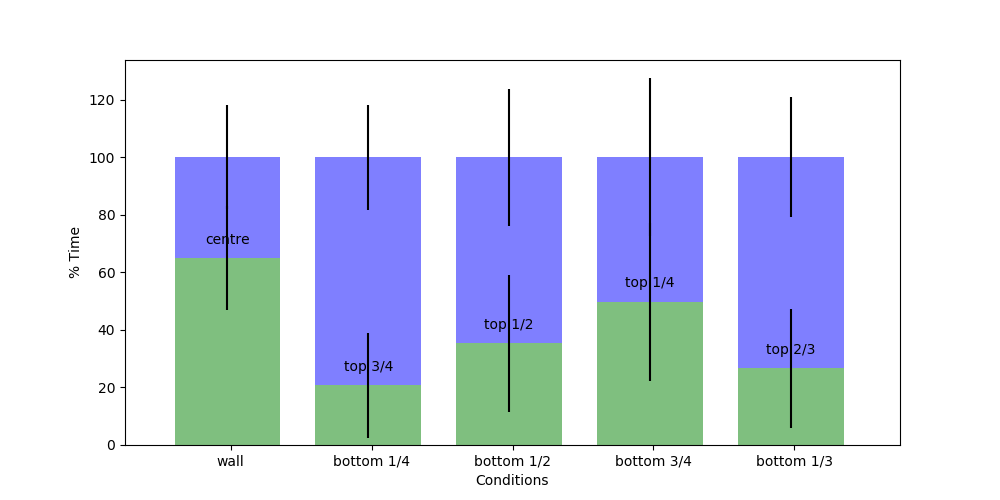 120
100
80
60
40
20
0
% Time
centre
top 3/4
top 1/2
top 1/4
top 2/3
wall
bottom 1/4
bottom 1/2
bottom 3/4
bottom 1/3
Conditions